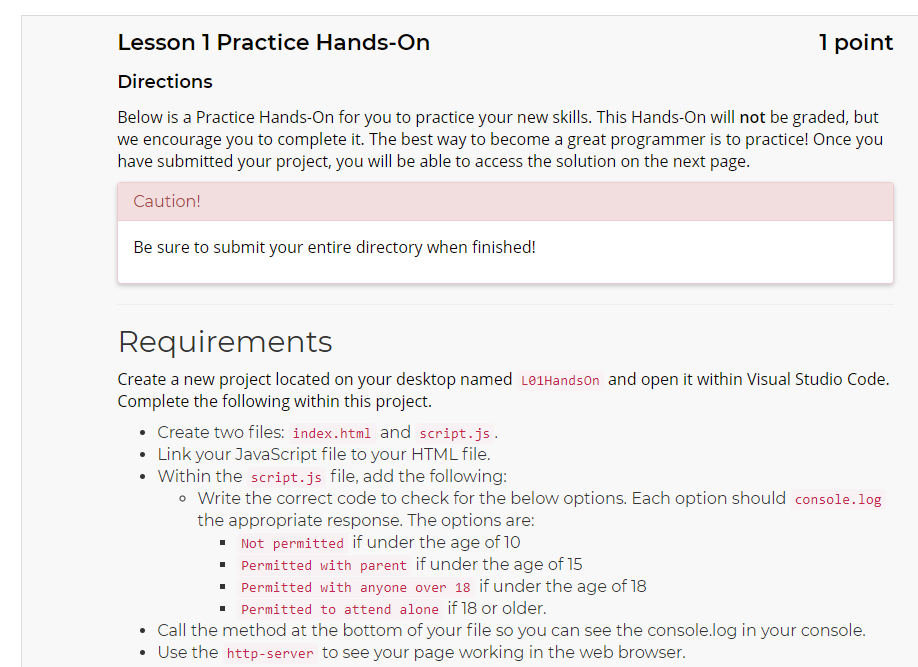 Lesson 1 Practice Hands-On 1 point
Directions
Below is a Practice Hands-On for you to practice your new skills. This Hands-On will not be graded, but
we encourage you to complete it. The best way to become a great programmer is to practice! Once you
have submitted your project, you will be able to access the solution on the next page.
Caution!
Be sure to submit your entire directory when finished!
Requirements
Create a new project located on your desktop named L01HandsOn and open it within Visual Studio Code.
Complete the following within this project.
• Create two files: index.html and script.js.
• Link your JavaScript file to your HTML file.
• Within the script.js file, add the following:
◦ Write the correct code to check for the below options. Each option should console.log
the appropriate response. The options are:
▪ Not permitted if under the age of 10
▪ Permitted with parent if under the age of 15
▪ Permitted with anyone over 18 if under the age of 18
▪ Permitted to attend alone if 18 or older.
• Call the method at the bottom of your file so you can see the console.log in your console.
• Use the http-server to see your page working in the web browser.